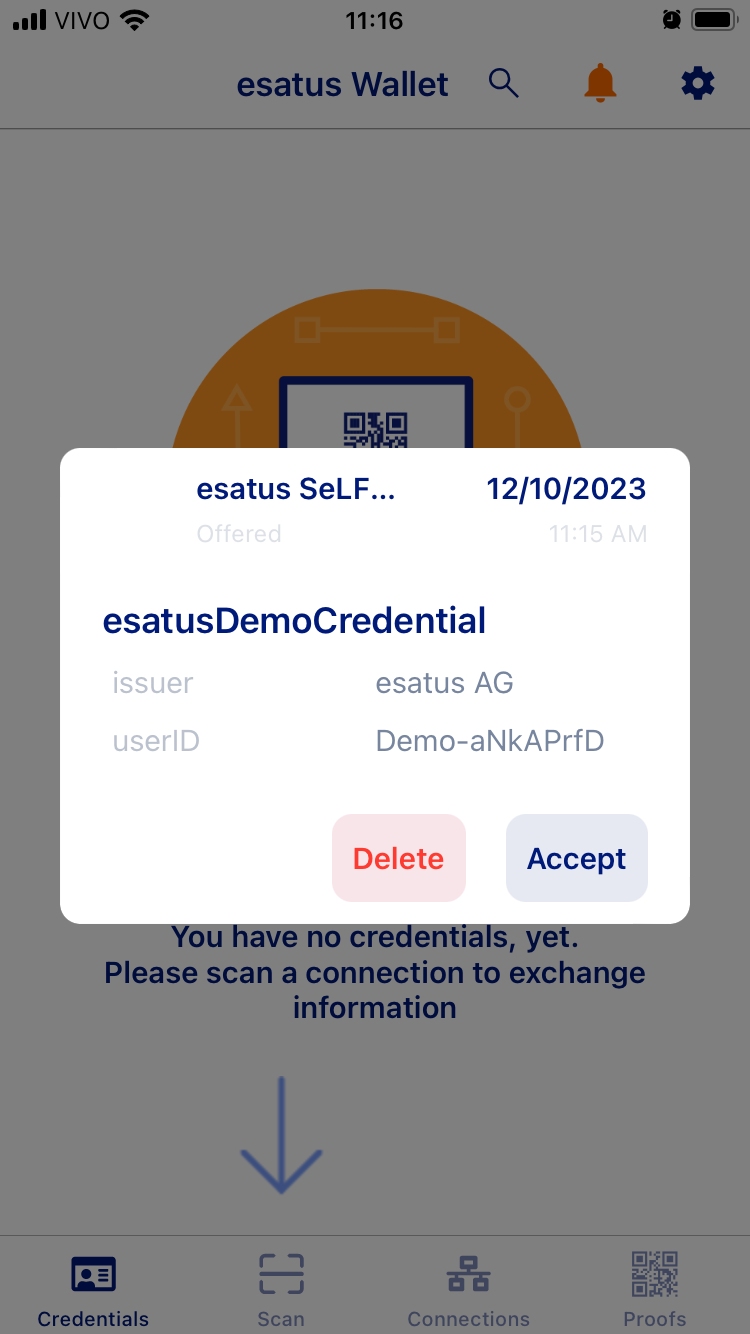 VIVO 11:16
esatus Wallet
esatus SeLF... 12/10/2023
Offered 11:15 AM
esatusDemoCredential
issuer esatus AG
userID Demo-aNkAPrfD
Delete Accept
You have no credentials, yet.
Please scan a connection to exchange
information
Credentials Scan Connections Proofs